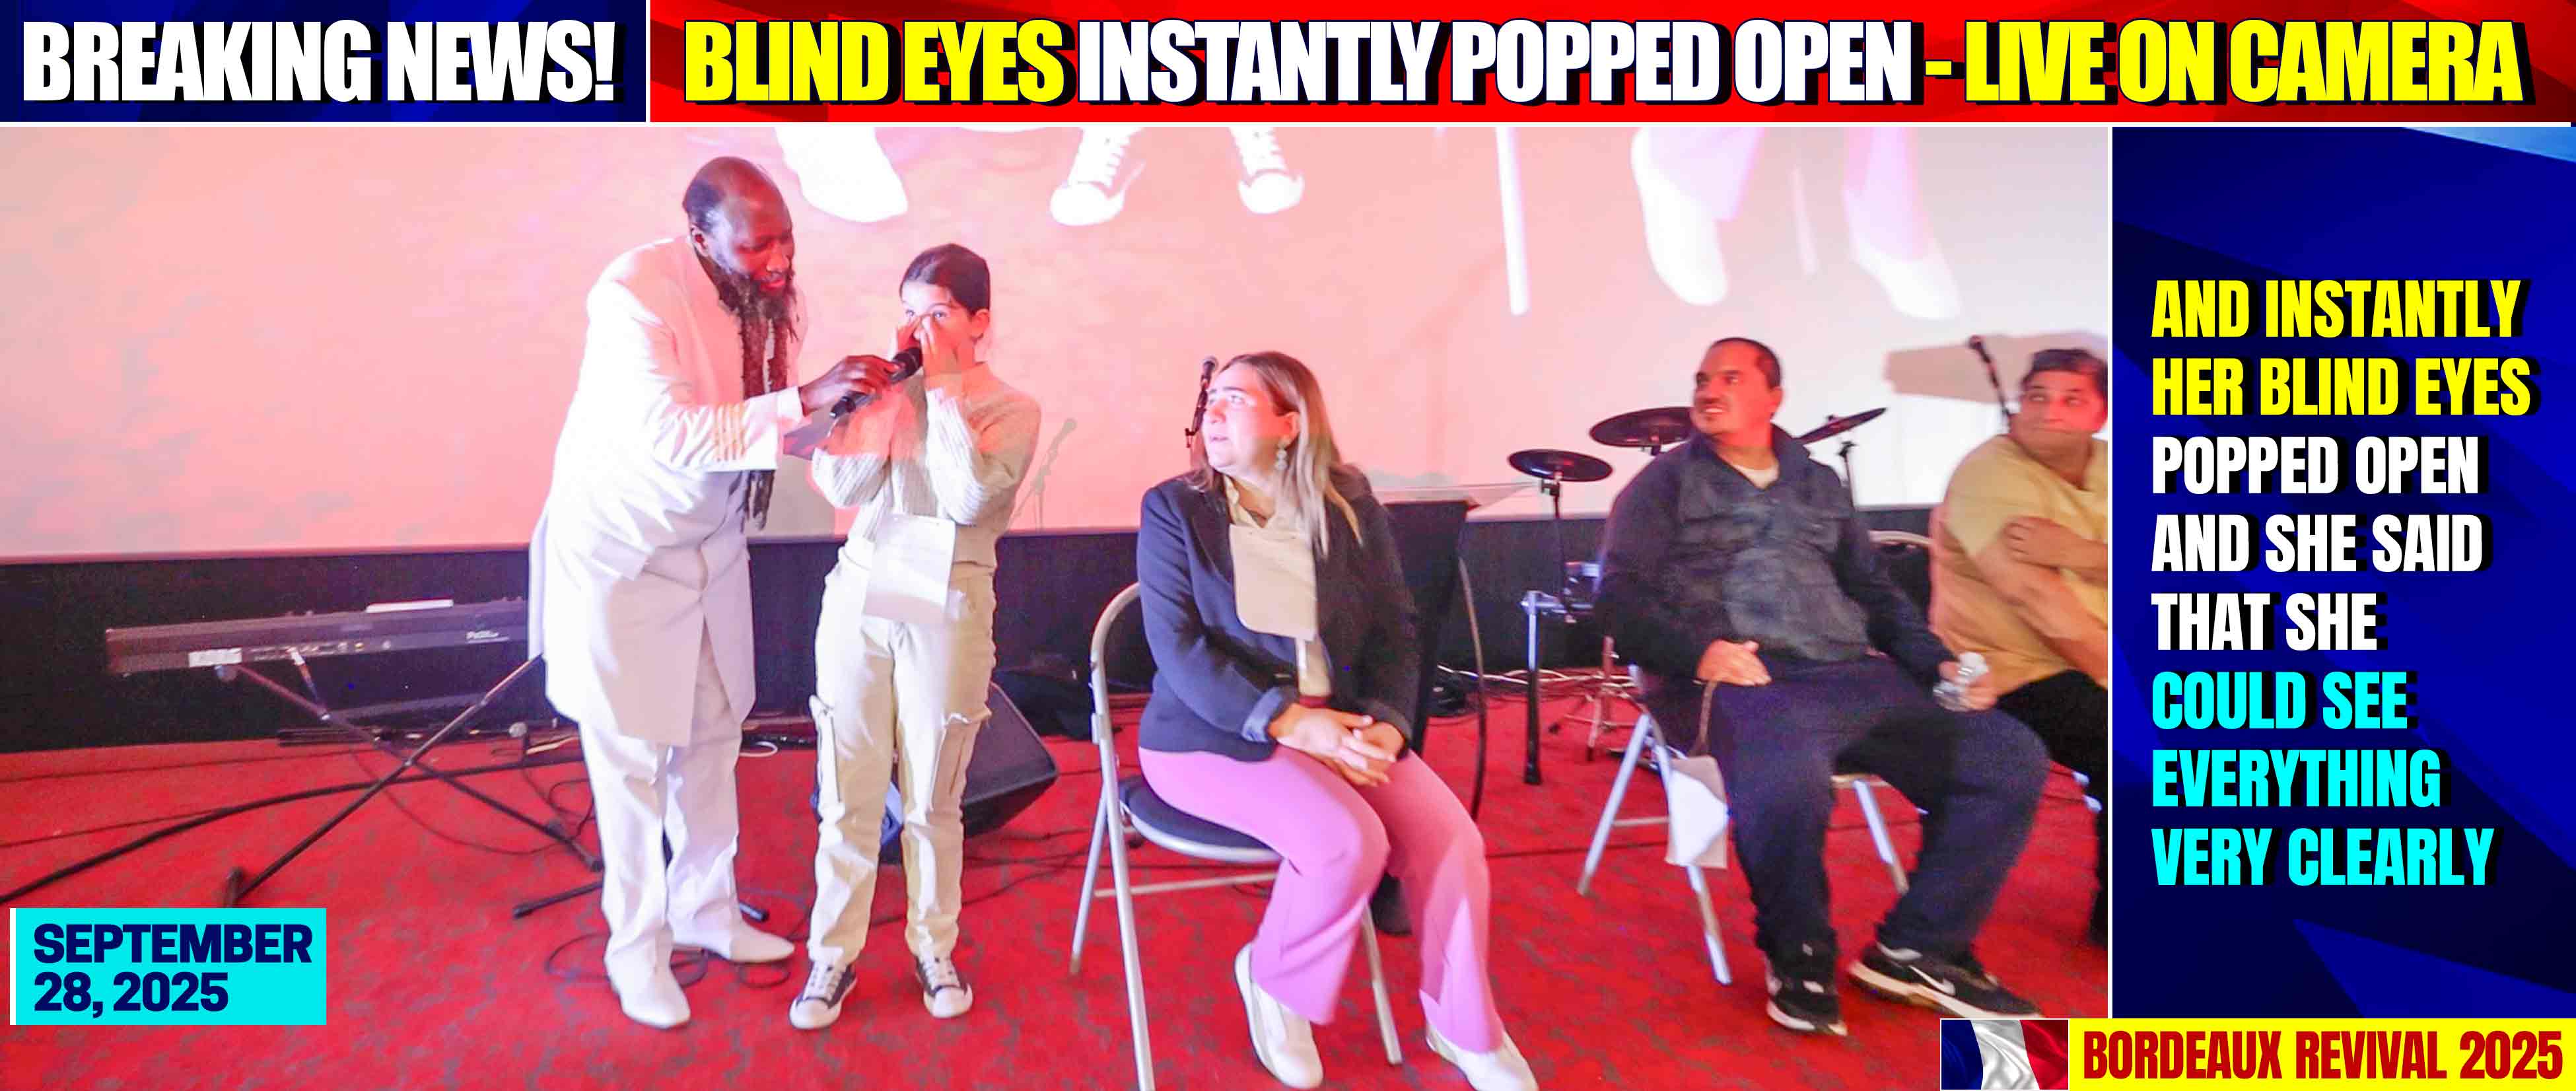 BREAKING NEWS!
BLIND EYES INSTANTLY POPPED OPEN - LIVE ON CAMERA
AND INSTANTLY
HER BLIND EYES
POPPED OPEN
AND SHE SAID
THAT SHE
COULD SEE
EVERYTHING
VERY CLEARLY
SEPTEMBER
28, 2025
BORDEAUX REVIVAL 2025